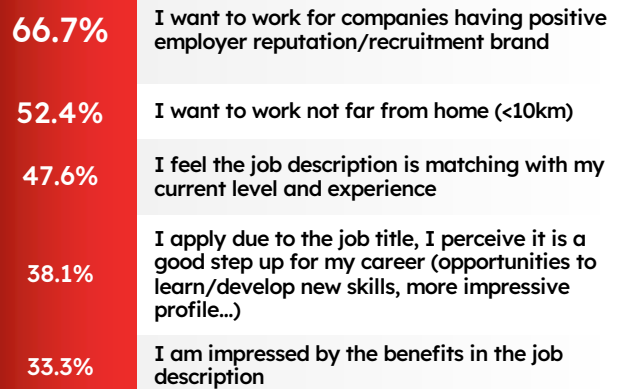 66.7%
I want to work for companies having positive
employer reputation/recruitment brand
52.4%
I want to work not far from home (<10km)
47.6%
I feel the job description is matching with my
current level and experience
38.1%
I apply due to the job title, I perceive it is a
good step up for my career (opportunities to
learn/develop new skills, more impressive
profile...)
33.3%
I am impressed by the benefits in the job
description